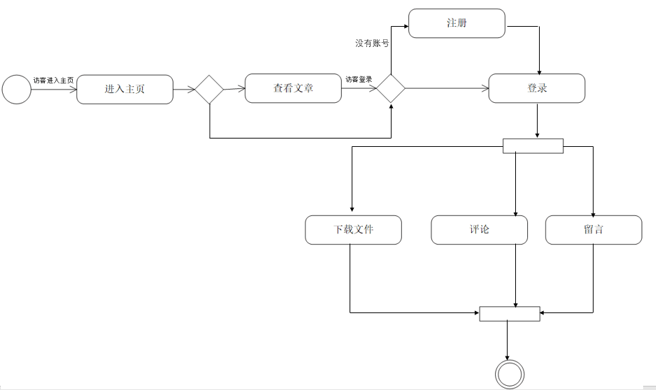 注册
没有账号
访客进入主页
进入主页
查看文章
访客登录
登录
下载文件
评论
留言